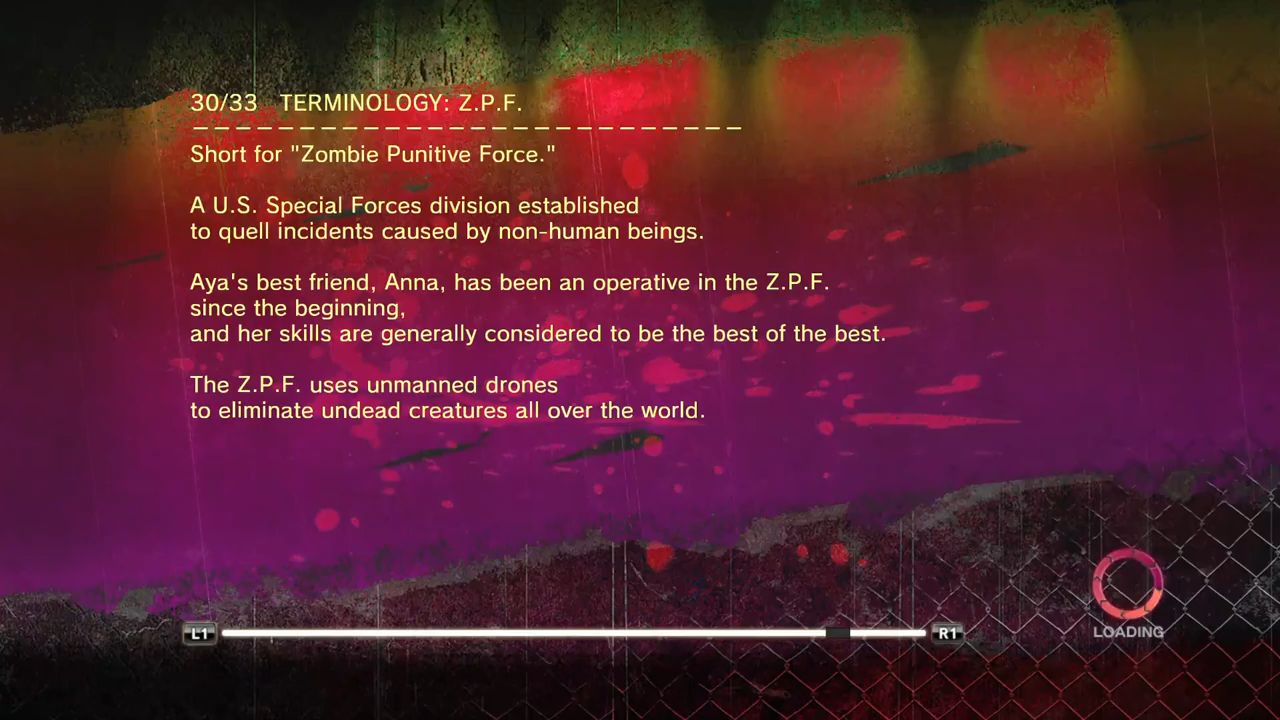 30/33 TERMINOLOGY: Z.P.F.
Short for "Zombie Punitive Force."
A U.S. Special Forces division established
to quell incidents caused by non-human beings.
Aya's best friend, Anna, has been an operative in the Z.P.F.
since the beginning,
and her skills are generally considered to be the best of the best.
The Z.P.F. uses unmanned drones
to eliminate undead creatures all over the world.
L1 R1
LOADING